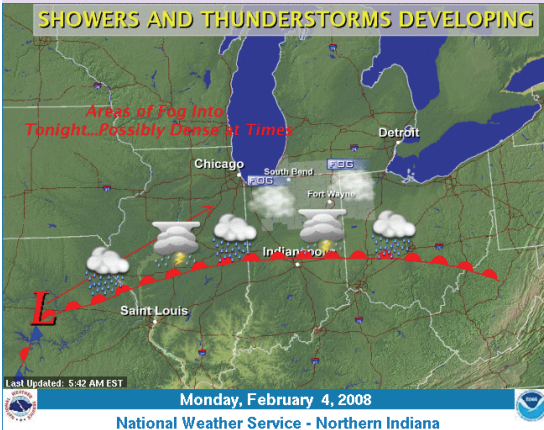 SHOWERS AND THUNDERSTORMS DEVELOPING
Areas of Fog Into
Tonight...Possibly Dense at Times
Detroit
Chicago
FOG
South Bend
FOG
Fort Wayne
Indianapolis
L
Saint Louis
Last Updated: 5:42 AM EST
Monday, February 4, 2008
National Weather Service - Northern Indiana
NOAA